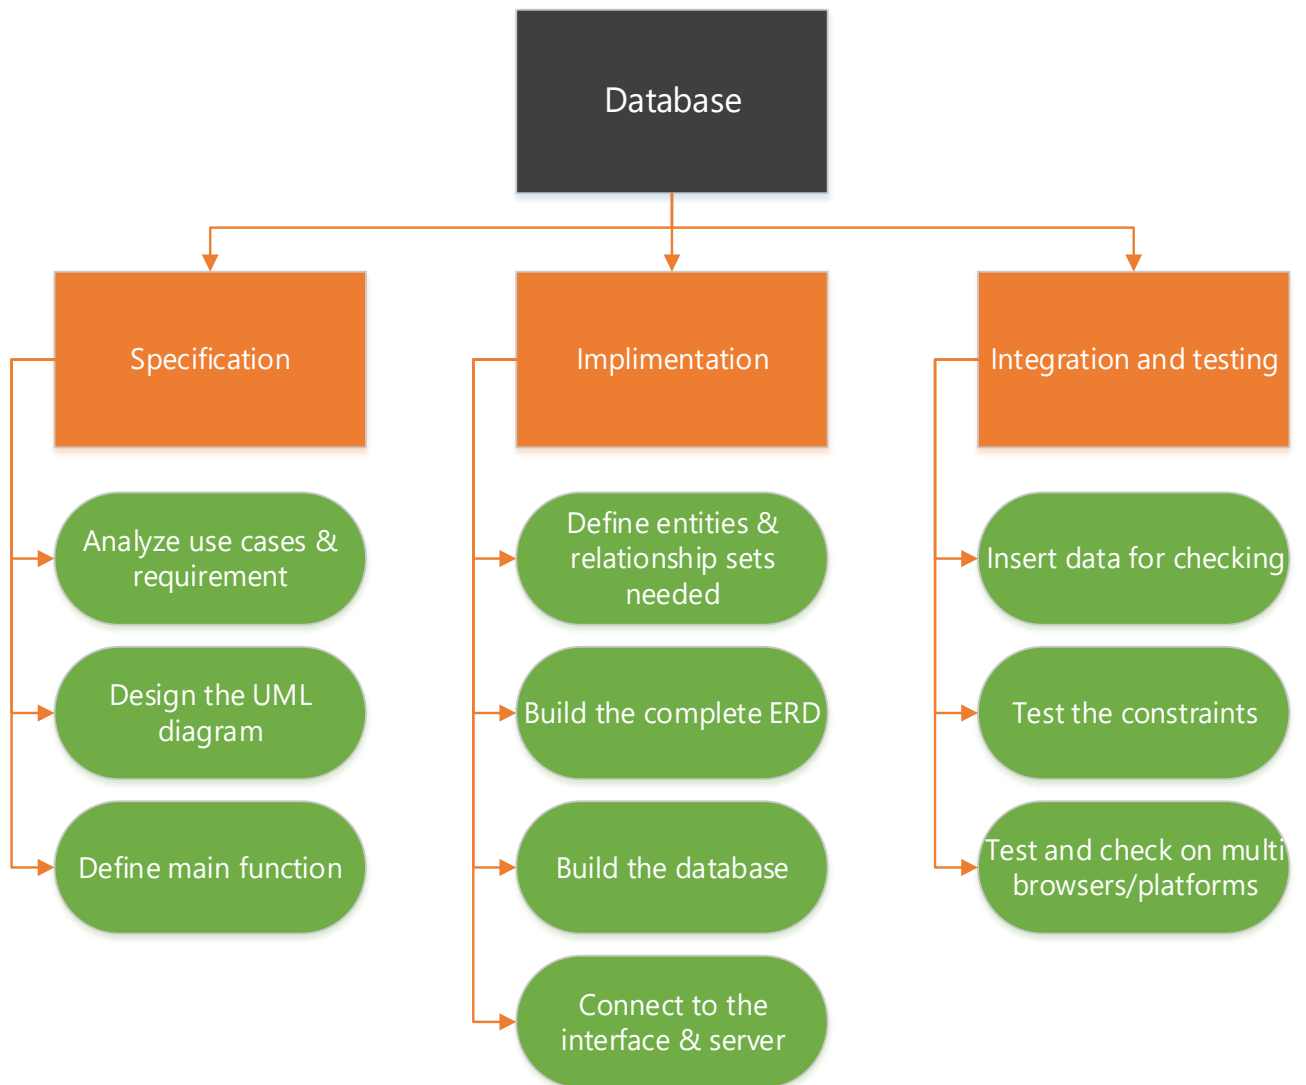 Database
Specification
Implimentation
Integration and testing
Analyze use cases &
requirement
Define entities &
relationship sets
needed
Insert data for checking
Design the UML
diagram
Build the complete ERD
Test the constraints
Define main function
Build the database
Test and check on multi
browsers/platforms
Connect to the
interface & server